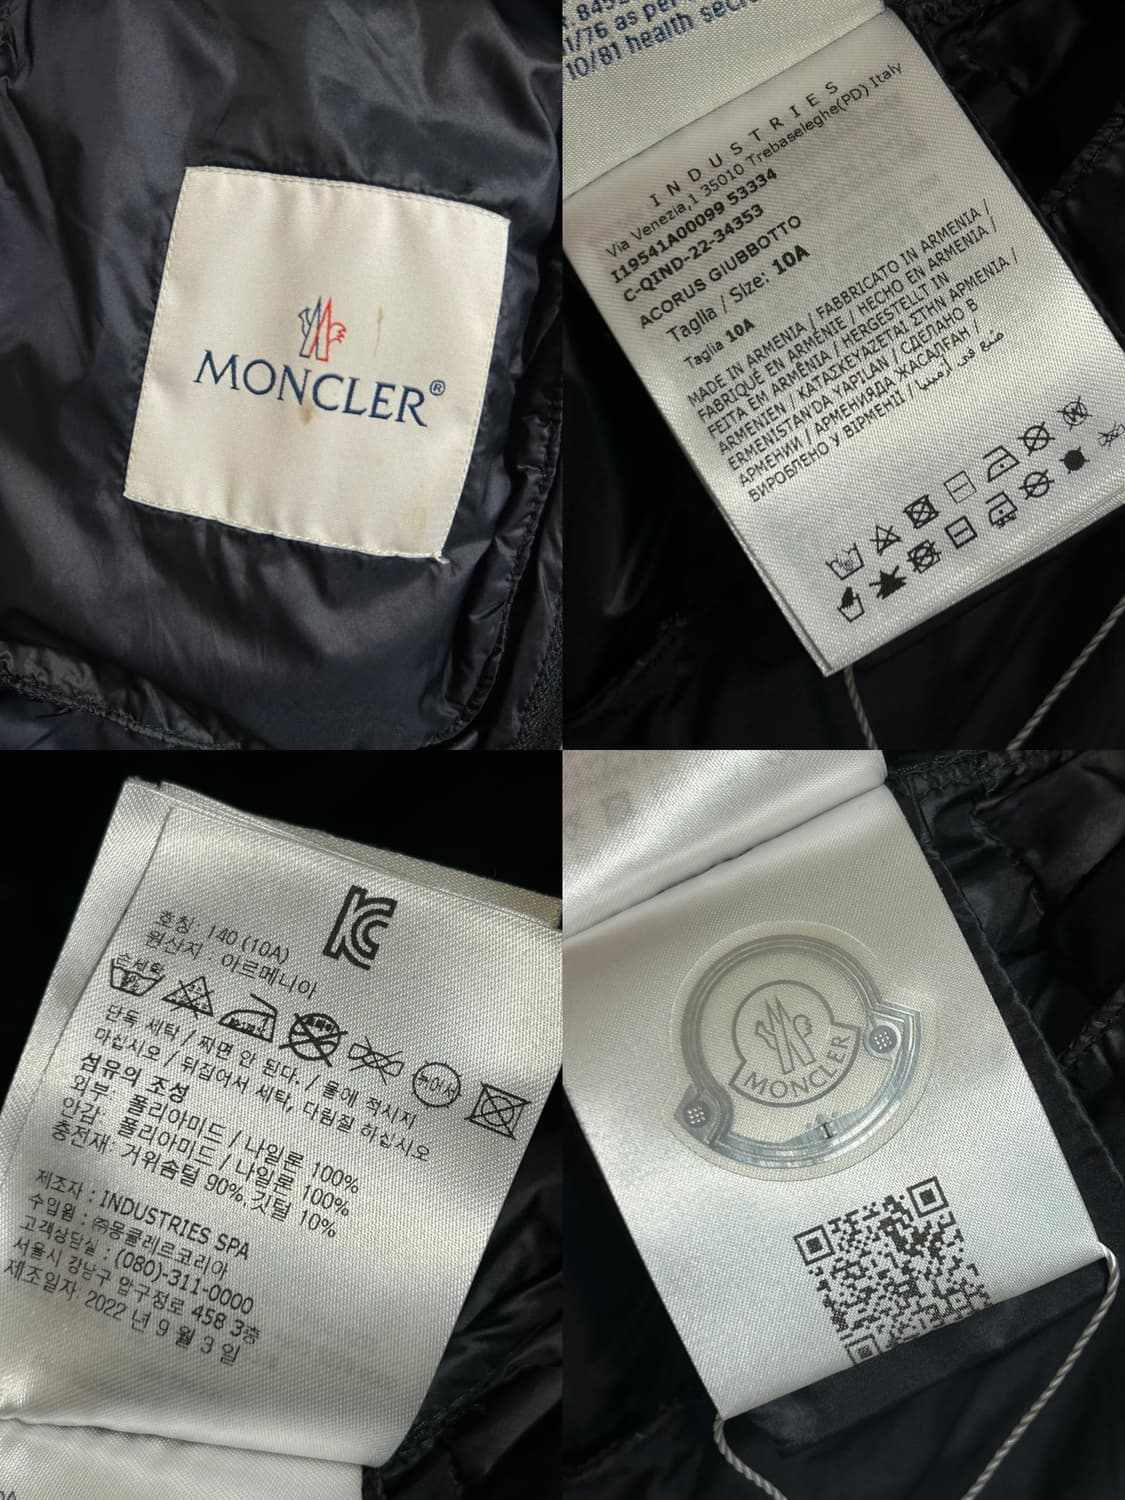 MONCLER®
R 845
1/76 as per
10/81 health secr
INDUSTRIES
Via Venezia,1 35010 Trebaseleghe(PD) Italy
I19541A00099 53334
C-QIND-22-34353
ACORUS GIUBBOTTO
Taglia / Size: 10A
Taglia 10A
MADE IN ARMENIA / FABBRICATO IN ARMENIA /
FABRIQUÉ EN ARMÉNIE / HECHO EN ARMENIA /
FEITA EM ARMÊNIA / HERGESTELLT IN
ARMENIEN / ΚΑΤΑΣΚΕΥΑΖΕΤΑΙ ΣΤΗΝ ΑΡΜΕΝΙΑ /
ERMENISTAN'DA YAPILAN / СДЕЛАНО В
АРМЕНИИ / АРМЕНИЯДА ЖАСАЛҒАН /
ВИРОБЛЕНО У ВІРМЕНІЇ / صنع في أرمينيا
호칭: 140 (10A)
원산지 : 아르메니아
손세탁
단독 세탁 / 찌면 안 된다. / 물에 적시지
마십시오 / 뒤집어서 세탁, 다림질 하십시오
섬유의 조성
외부: 폴리아미드 / 나일론 100%
안감: 폴리아미드 / 나일론 100%
충전재: 거위솜털 90%, 깃털 10%
제조자 : INDUSTRIES SPA
수입원 : ㈜몽클레르코리아
고객상담실 : (080)-311-0000
서울시 강남구 압구정로 458 3층
제조일자: 2022 년 9 월 3 일
MONCLER
I